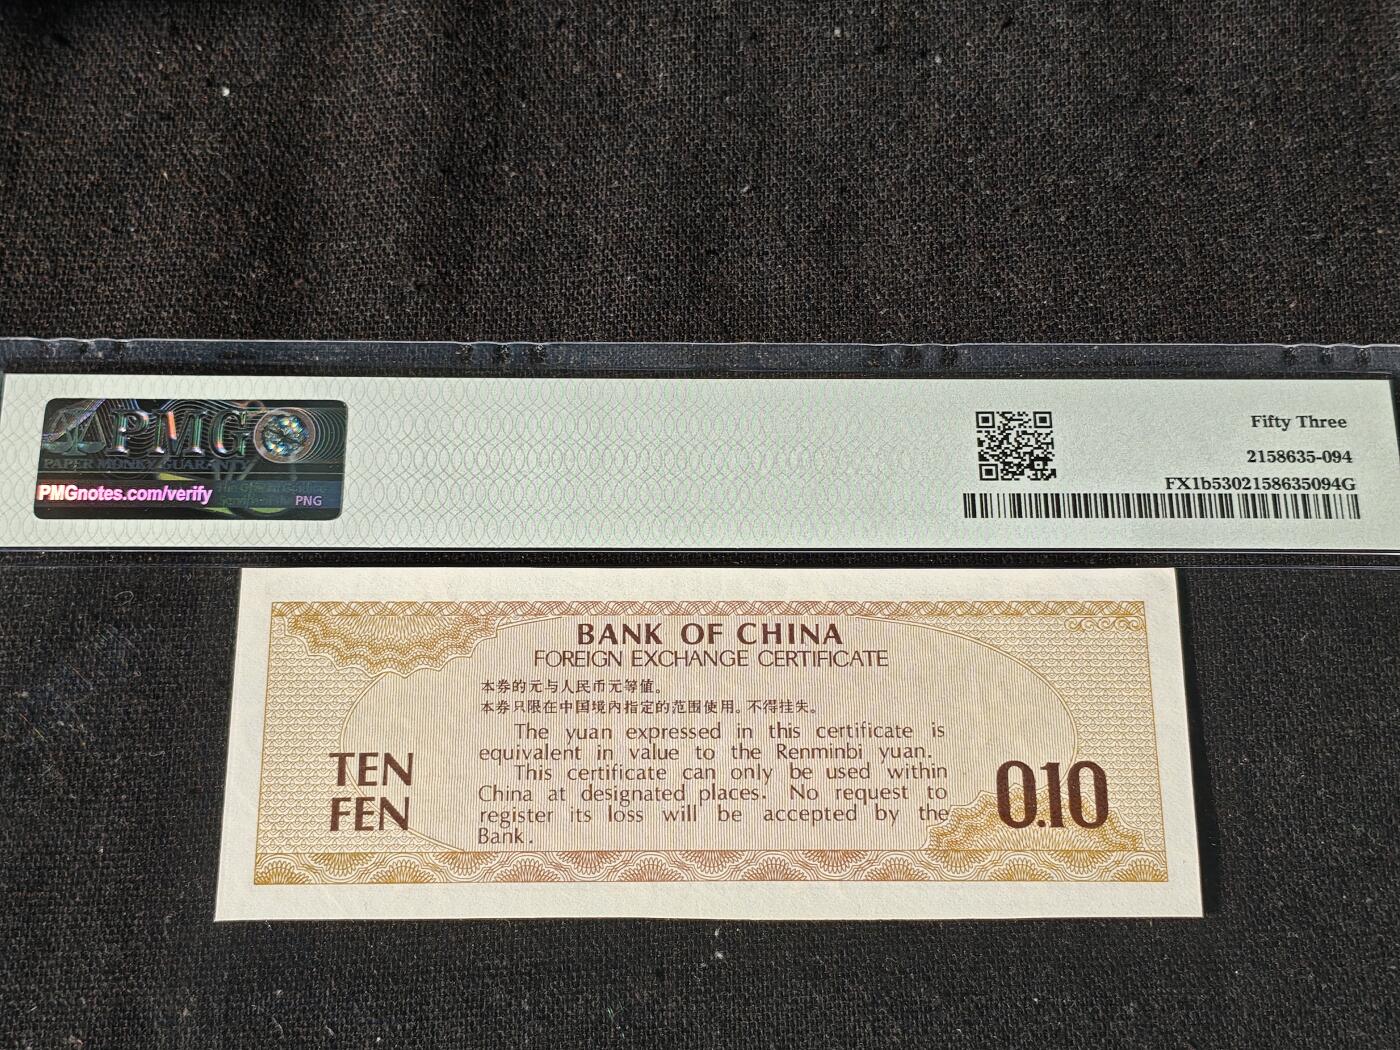 PMG
PAPER MONEY GUARANTY
PMGnotes.com/verify
PNG
Fifty Three
2158635-094
FX1b5302158635094G
BANK OF CHINA
FOREIGN EXCHANGE CERTIFICATE
本券的元与人民币元等值。
本券只限在中国境内指定的范围使用。不得挂失。
The yuan expressed in this certificate is
equivalent in value to the Renminbi yuan.
This certificate can only be used within
China at designated places. No request to
register its loss will be accepted by the
Bank.
TEN
FEN
0.10